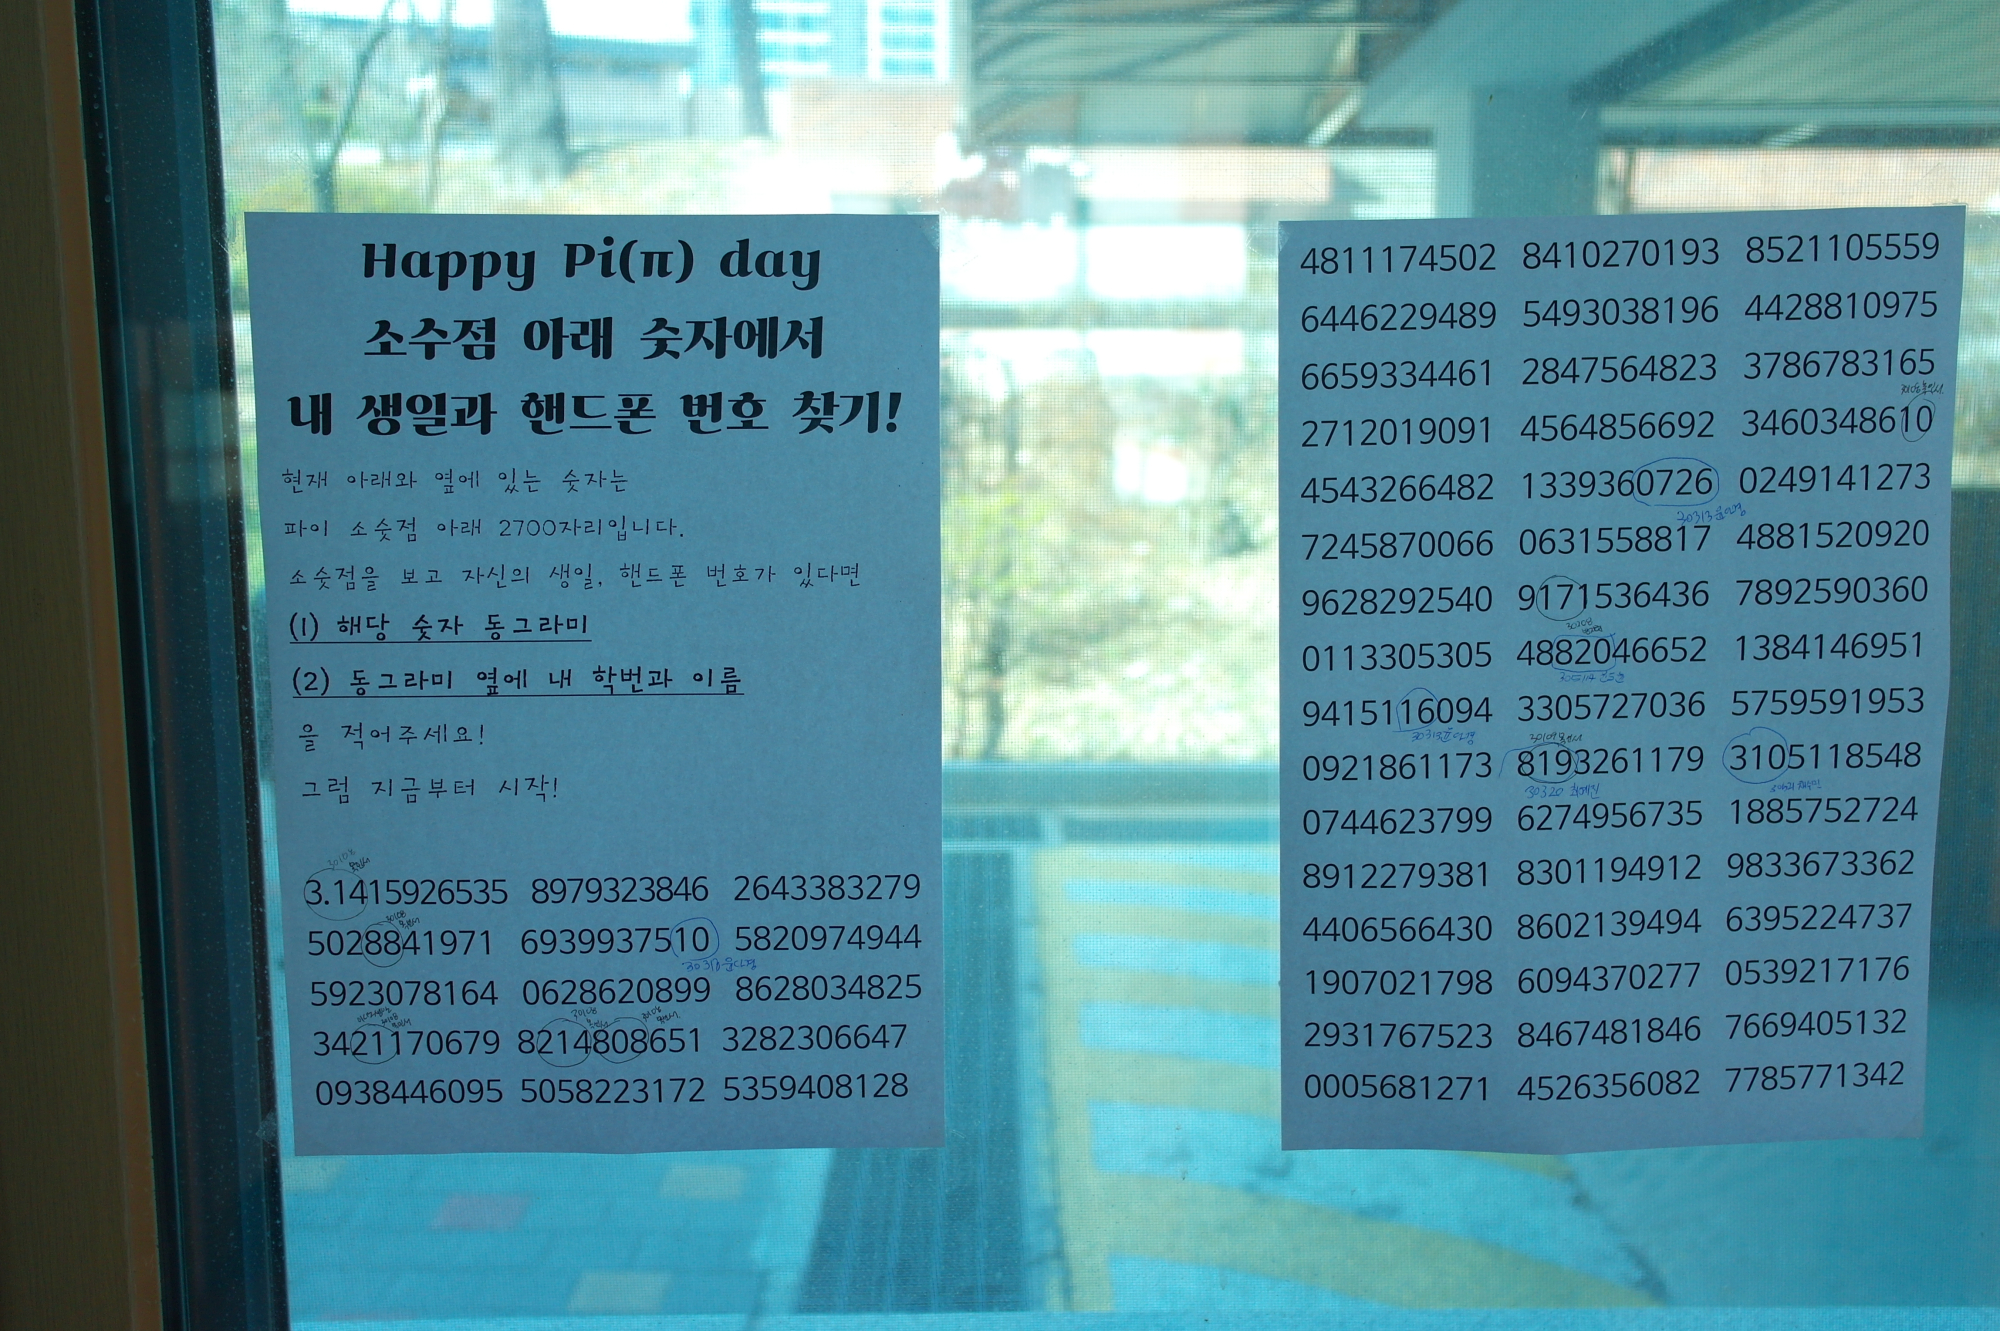 Happy Pi(π) day
소수점 아래 숫자에서
내 생일과 핸드폰 번호 찾기!
현재 아래와 옆에 있는 숫자는
파이 소숫점 아래 2700자리입니다.
소숫점을 보고 자신의 생일, 핸드폰 번호가 있다면
(1) 해당 숫자 동그라미
(2) 동그라미 옆에 내 학번과 이름
을 적어주세요!
그럼 지금부터 시작!
3.1415926535 8979323846 2643383279
5028841971 6939937510 5820974944
5923078164 0628620899 8628034825
3421170679 8214808651 3282306647
0938446095 5058223172 5359408128
4811174502 8410270193 8521105559
6446229489 5493038196 4428810975
6659334461 2847564823 3786783165
2712019091 4564856692 3460348610
4543266482 1339360726 0249141273
7245870066 0631558817 4881520920
9628292540 9171536436 7892590360
0113305305 4882046652 1384146951
9415116094 3305727036 5759591953
0921861173 8193261179 3105118548
30320 최예진
0744623799 6274956735 1885752724
8912279381 8301194912 9833673362
4406566430 8602139494 6395224737
1907021798 6094370277 0539217176
2931767523 8467481846 7669405132
0005681271 4526356082 7785771342